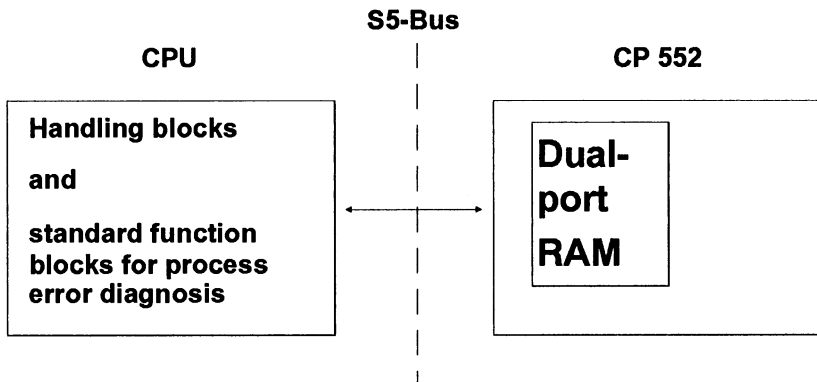 S5-Bus
CPU
CP 552
Handling blocks
and
standard function
blocks for process
error diagnosis
Dual-
port
RAM